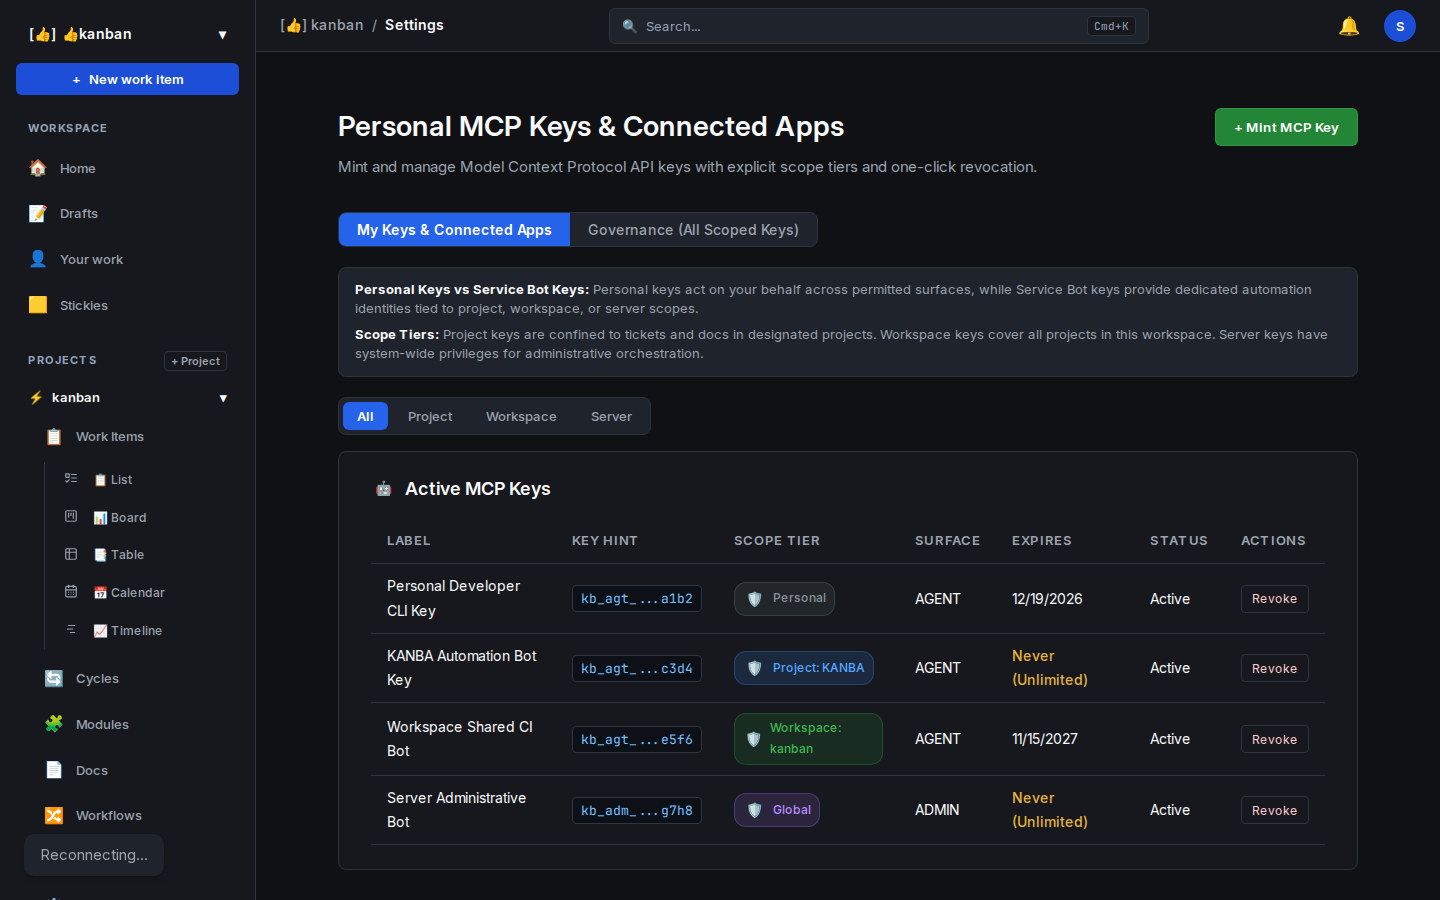 [👍] 👍kanban ▾
+ New work item
WORKSPACE
Home
Drafts
Your work
Stickies
PROJECTS
+ Project
kanban ▾
Work Items
List
Board
Table
Calendar
Timeline
Cycles
Modules
Docs
Workflows
Reconnecting...
[👍] kanban / Settings
Search...
Cmd+K
S
Personal MCP Keys & Connected Apps
+ Mint MCP Key
Mint and manage Model Context Protocol API keys with explicit scope tiers and one-click revocation.
My Keys & Connected Apps
Governance (All Scoped Keys)
Personal Keys vs Service Bot Keys: Personal keys act on your behalf across permitted surfaces, while Service Bot keys provide dedicated automation
identities tied to project, workspace, or server scopes.
Scope Tiers: Project keys are confined to tickets and docs in designated projects. Workspace keys cover all projects in this workspace. Server keys have
system-wide privileges for administrative orchestration.
All Project Workspace Server
Active MCP Keys
LABEL KEY HINT SCOPE TIER SURFACE EXPIRES STATUS ACTIONS
Personal Developer
CLI Key
kb_agt_...a1b2
Personal
AGENT
12/19/2026
Active
Revoke
KANBA Automation Bot
Key
kb_agt_...c3d4
Project: KANBA
AGENT
Never
(Unlimited)
Active
Revoke
Workspace Shared CI
Bot
kb_agt_...e5f6
Workspace:
kanban
AGENT
11/15/2027
Active
Revoke
Server Administrative
Bot
kb_adm_...g7h8
Global
ADMIN
Never
(Unlimited)
Active
Revoke